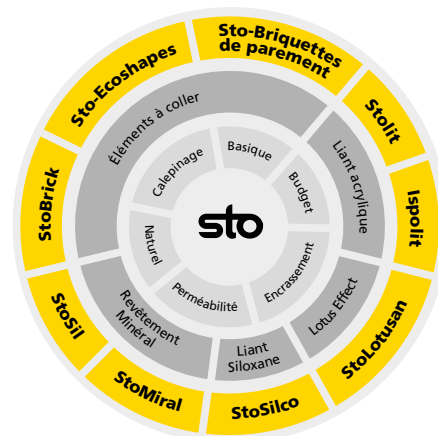 Sto-Briquettes
de parement
Stolit
Ispolit
StoLotusan
StoSilco
StoMiral
StoSil
StoBrick
Sto-Ecoshapes
Éléments à coller
Liant acrylique
Lotus Effect
Liant
Siloxane
Revêtement
Minéral
Basique
Budget
Encrassement
Perméabilité
Naturel
Calepinage
sto